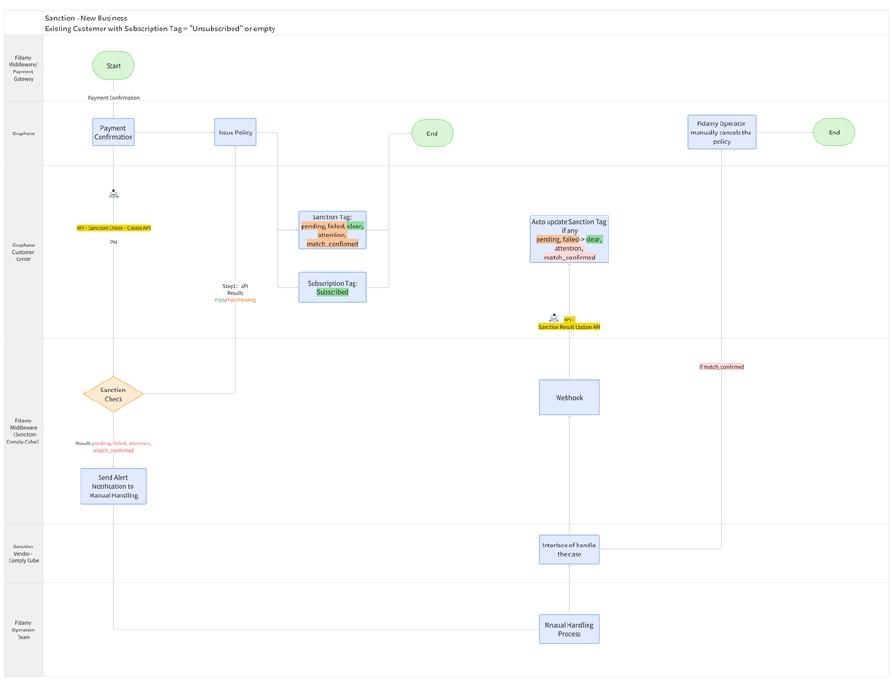 Sanction - New Business
Existing Customer with Subscription Tag = "Unsubscribed" or empty
Fidamy
Middleware/
Payment
Gateway
Start
Payment Confirmation
Graphene
Payment
Confirmation
Issue Policy
End
Fidamy Operator
manually cancels the
policy
End
Graphene
Customer
Center
API - Sanction Check - Create API
PM
Sanction Tag:
pending, failed, clear,
attention,
match_confirmed
Subscription Tag:
Subscribed
Step1: API
Results
Pass/Fail/Pending
Auto update Sanction Tag
if any
pending, failed-> clear,
attention,
match_confirmed
API -
Sanction Result Update API
If match_confirmed
Fidamy
Middleware
(Sanction-
Comply Cube)
Sanction
Check
Webhook
Result: pending, failed, attention,
match_confirmed
Send Alert
Notification to
Manual Handling
Sanction
Vendor -
Comply Cube
Interface of handle
the case
Fidamy
Operation
Team
Mnaual Handling
Process